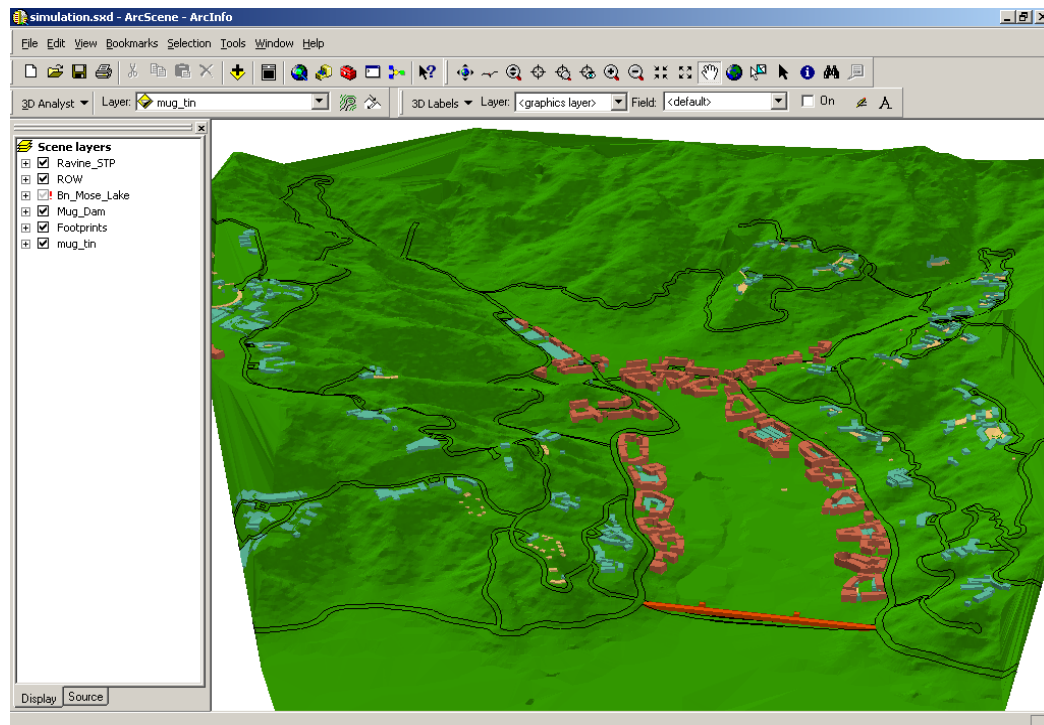 simulation.sxd - ArcScene - ArcInfo
File Edit View Bookmarks Selection Tools Window Help
3D Analyst Layer: mug_tin 3D Labels Layer: <graphics layer> Field: <default> On A
Scene layers
Ravine_STP
ROW
Bn_Mose_Lake
Mug_Dam
Footprints
mug_tin
Display Source